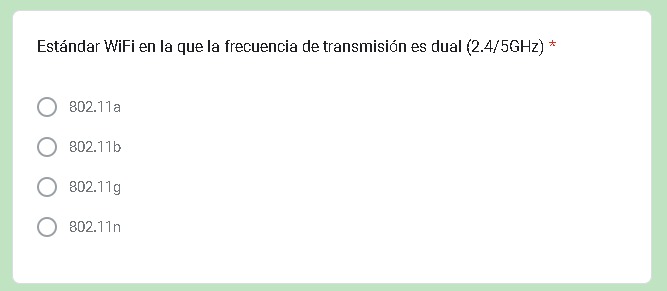 Estándar WiFi en la que la frecuencia de transmisión es dual (2.4/5GHz) *
802.11a
802.11b
802.11g
802.11n